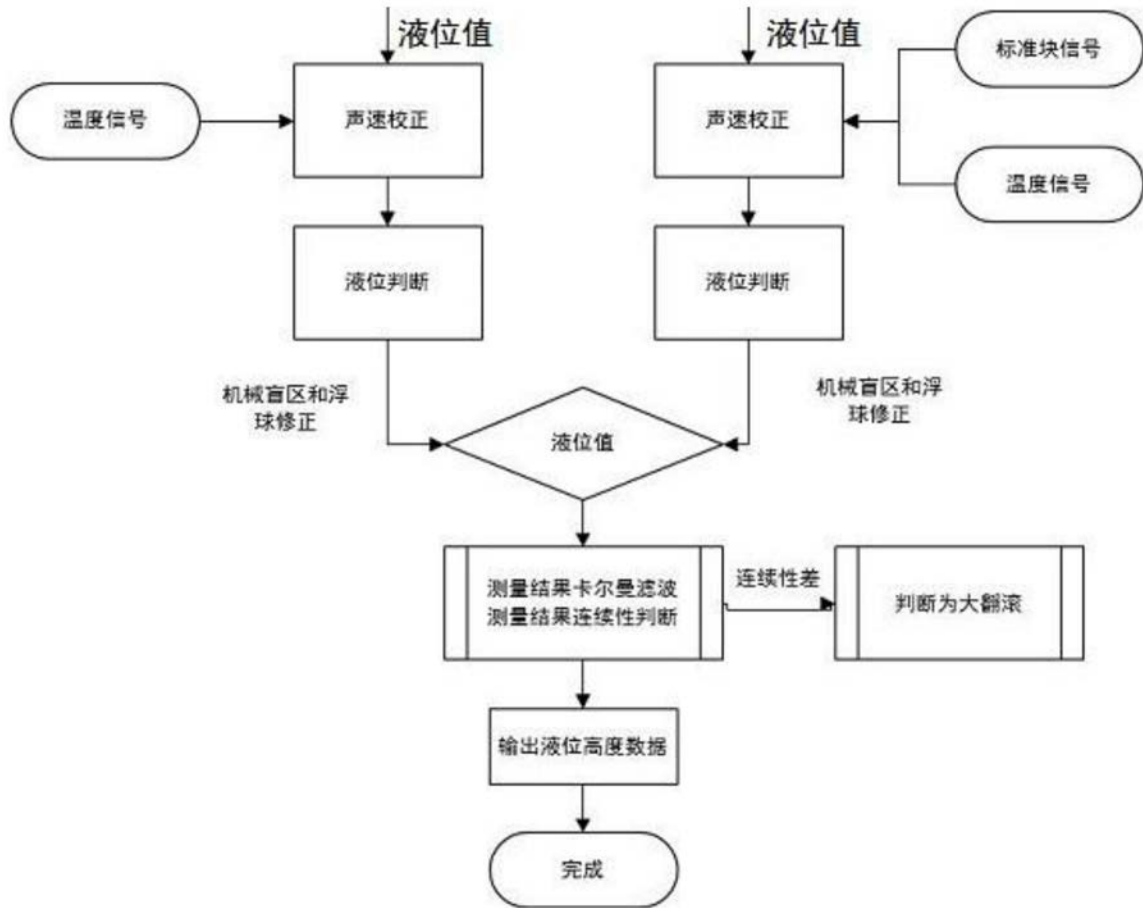 液位值
液位值
标准块信号
温度信号
声速校正
声速校正
温度信号
液位判断
液位判断
机械盲区和浮
球修正
机械盲区和浮
球修正
液位值
测量结果卡尔曼滤波
测量结果连续性判断
连续性差
判断为大翻滚
输出液位高度数据
完成